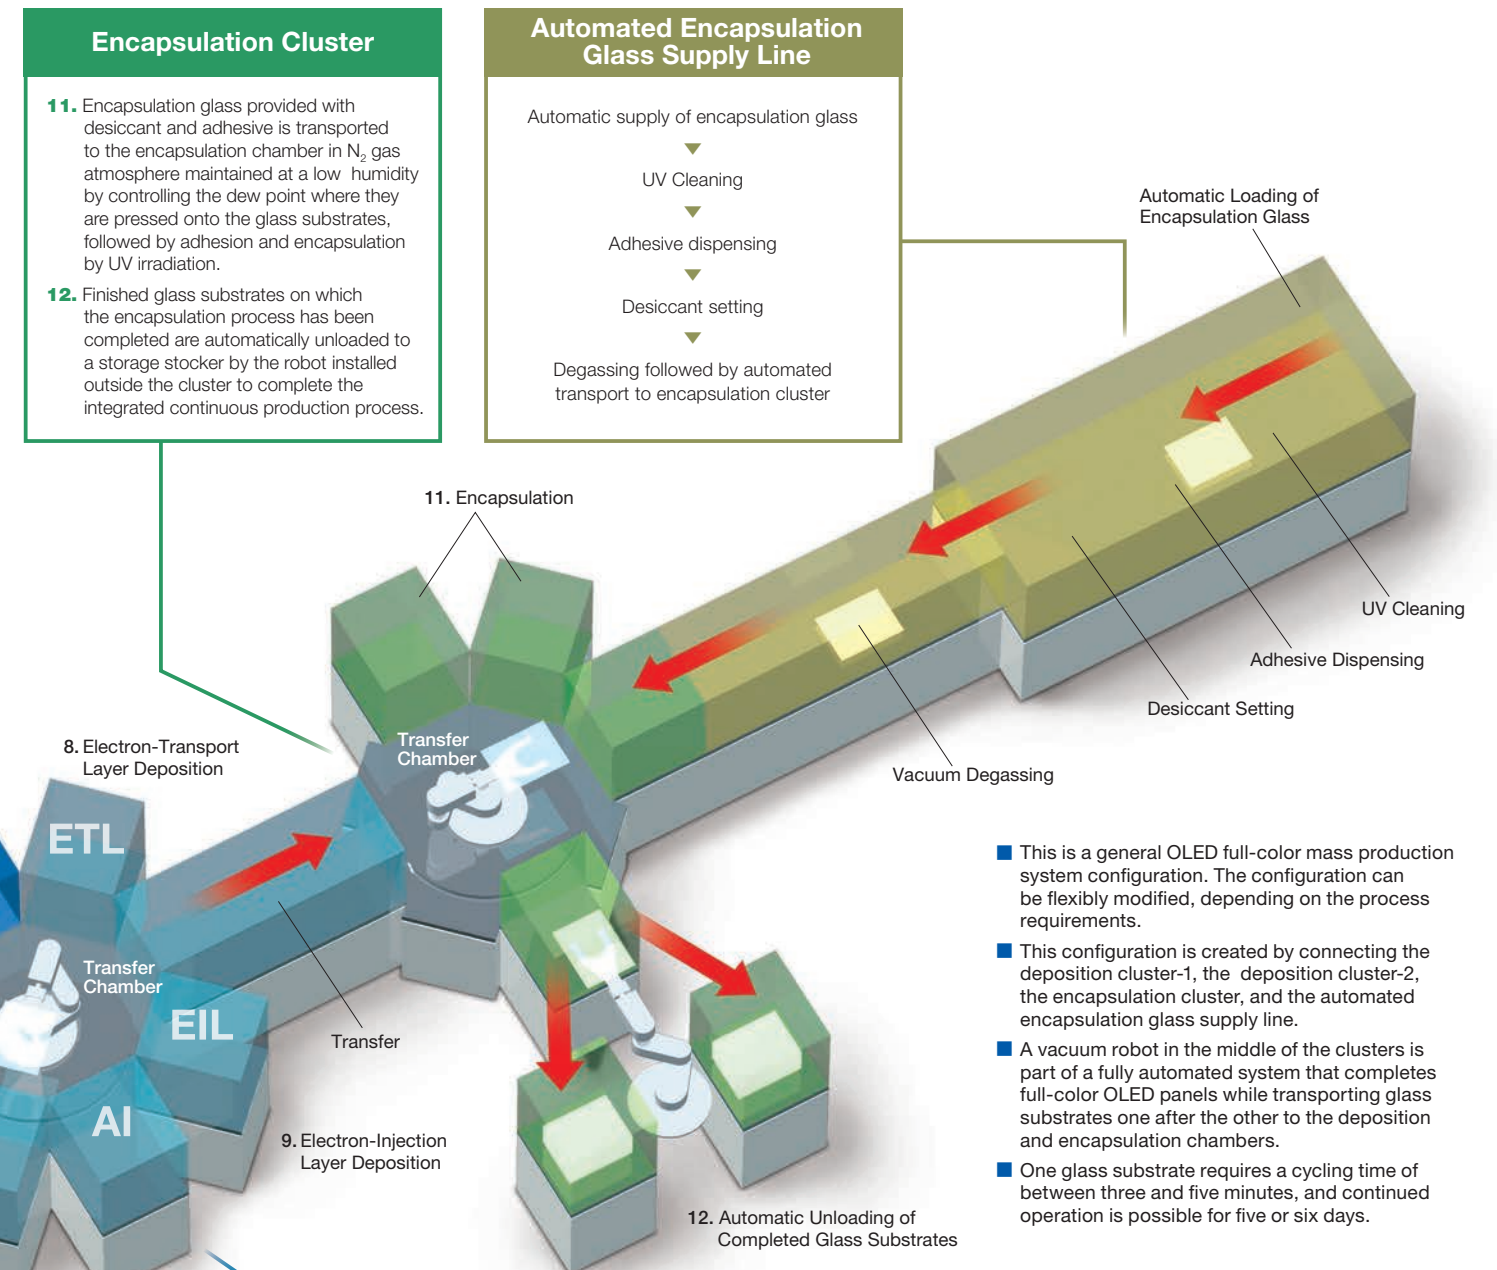 Encapsulation Cluster
11. Encapsulation glass provided with
desiccant and adhesive is transported
to the encapsulation chamber in N₂ gas
atmosphere maintained at a low humidity
by controlling the dew point where they
are pressed onto the glass substrates,
followed by adhesion and encapsulation
by UV irradiation.
12. Finished glass substrates on which
the encapsulation process has been
completed are automatically unloaded to
a storage stocker by the robot installed
outside the cluster to complete the
integrated continuous production process.
Automated Encapsulation
Glass Supply Line
Automatic supply of encapsulation glass
UV Cleaning
Adhesive dispensing
Desiccant setting
Degassing followed by automated
transport to encapsulation cluster
Automatic Loading of
Encapsulation Glass
11. Encapsulation
UV Cleaning
Adhesive Dispensing
Desiccant Setting
Vacuum Degassing
8. Electron-Transport
Layer Deposition
Transfer
Chamber
ETL
Transfer
Chamber
EIL
Transfer
AI
9. Electron-Injection
Layer Deposition
12. Automatic Unloading of
Completed Glass Substrates
This is a general OLED full-color mass production
system configuration. The configuration can
be flexibly modified, depending on the process
requirements.
This configuration is created by connecting the
deposition cluster-1, the deposition cluster-2,
the encapsulation cluster, and the automated
encapsulation glass supply line.
A vacuum robot in the middle of the clusters is
part of a fully automated system that completes
full-color OLED panels while transporting glass
substrates one after the other to the deposition
and encapsulation chambers.
One glass substrate requires a cycling time of
between three and five minutes, and continued
operation is possible for five or six days.